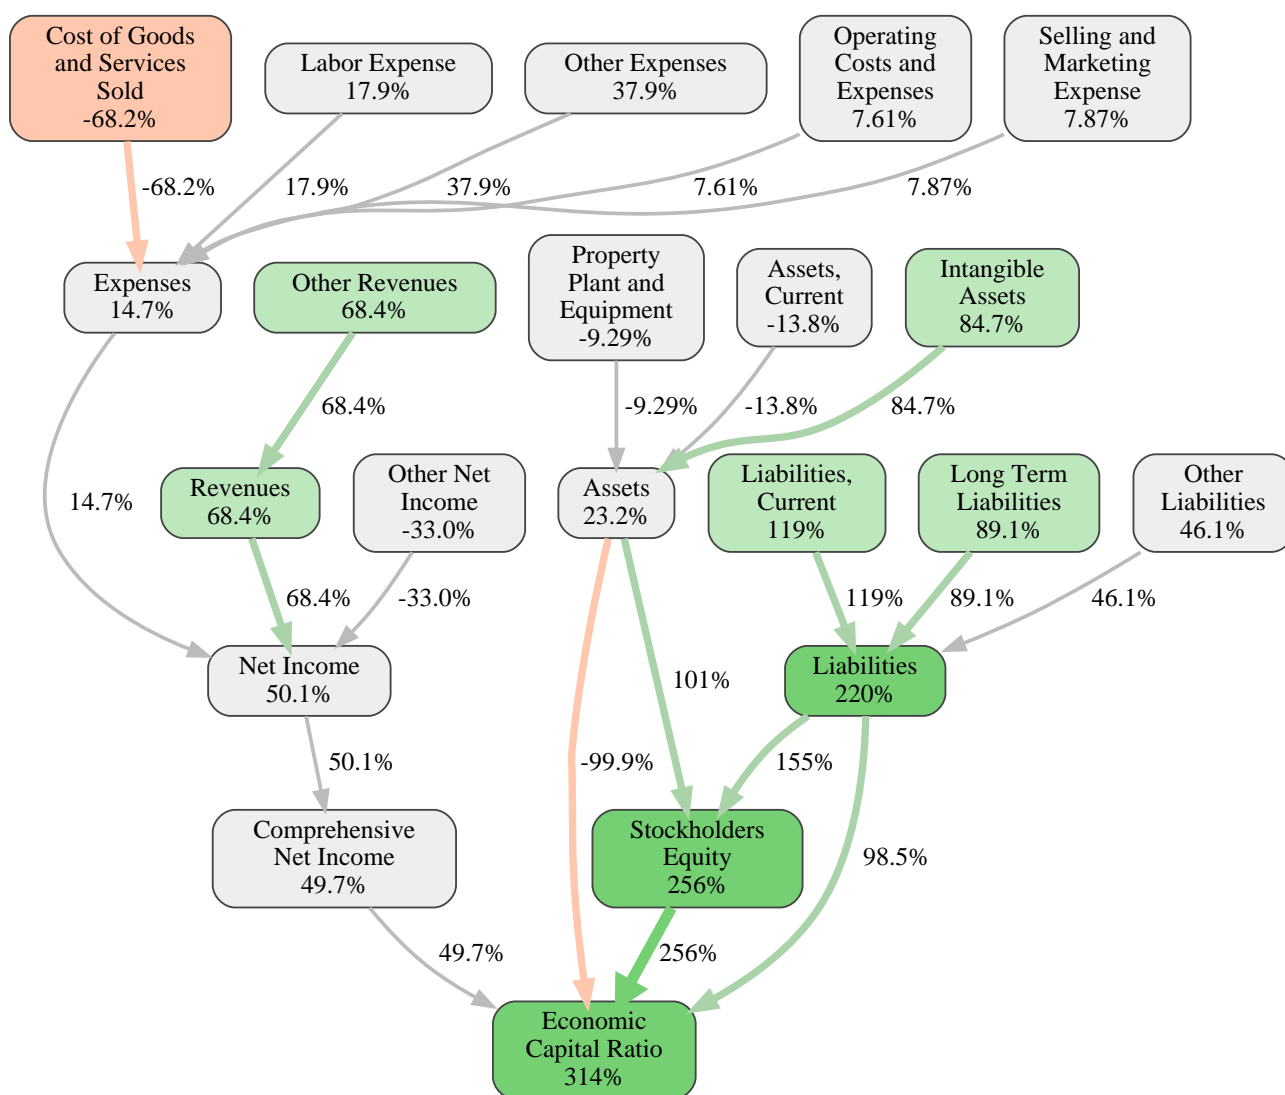 Cost of Goods
and Services
Sold
-68.2%
Labor Expense
17.9%
Other Expenses
37.9%
Operating
Costs and
Expenses
7.61%
Selling and
Marketing
Expense
7.87%
-68.2%
17.9%
37.9%
7.61%
7.87%
Expenses
14.7%
Other Revenues
68.4%
Property
Plant and
Equipment
-9.29%
Assets,
Current
-13.8%
Intangible
Assets
84.7%
68.4%
-9.29%
-13.8%
84.7%
14.7%
Revenues
68.4%
Other Net
Income
-33.0%
Assets
23.2%
Liabilities,
Current
119%
Long Term
Liabilities
89.1%
Other
Liabilities
46.1%
68.4%
-33.0%
119%
89.1%
46.1%
Net Income
50.1%
101%
Liabilities
220%
50.1%
-99.9%
155%
Comprehensive
Net Income
49.7%
Stockholders
Equity
256%
98.5%
49.7%
256%
Economic
Capital Ratio
314%